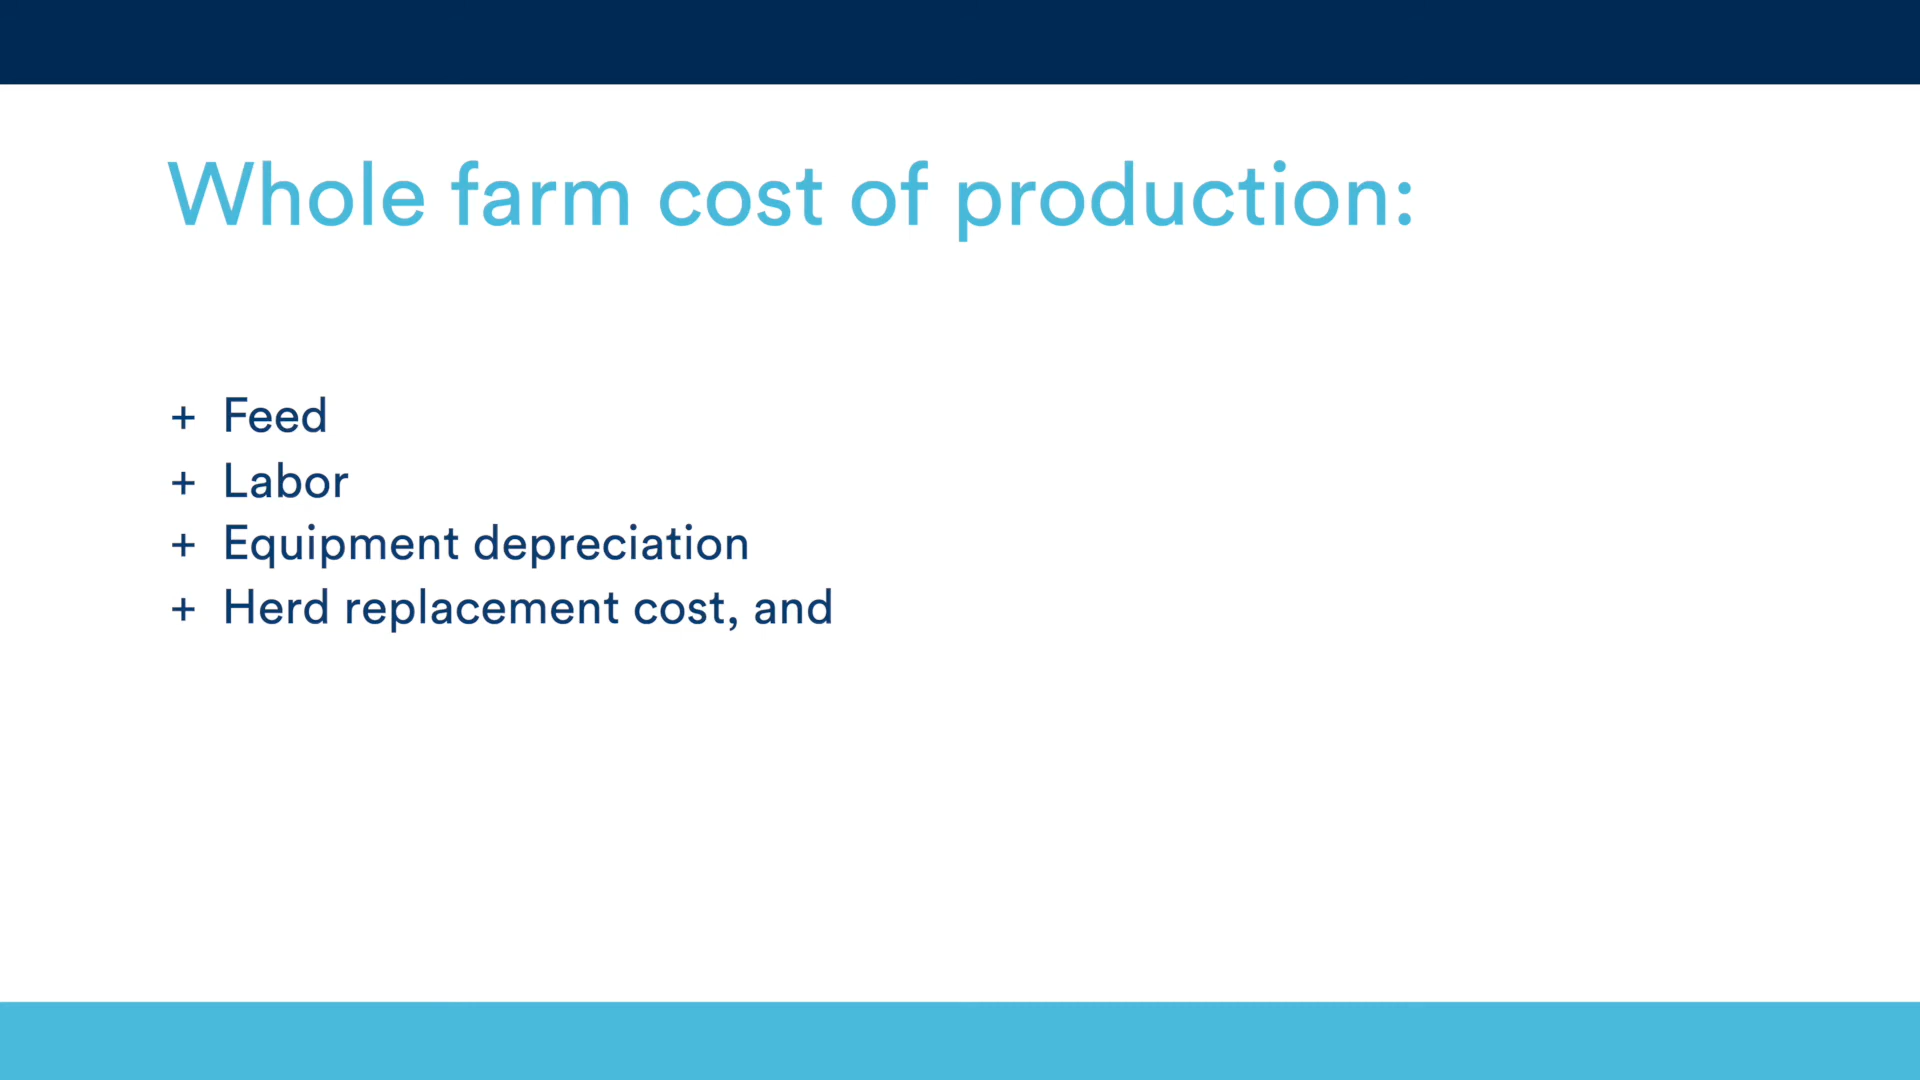 Whole farm cost of production:
+ Feed
+ Labor
+ Equipment depreciation
+ Herd replacement cost, and